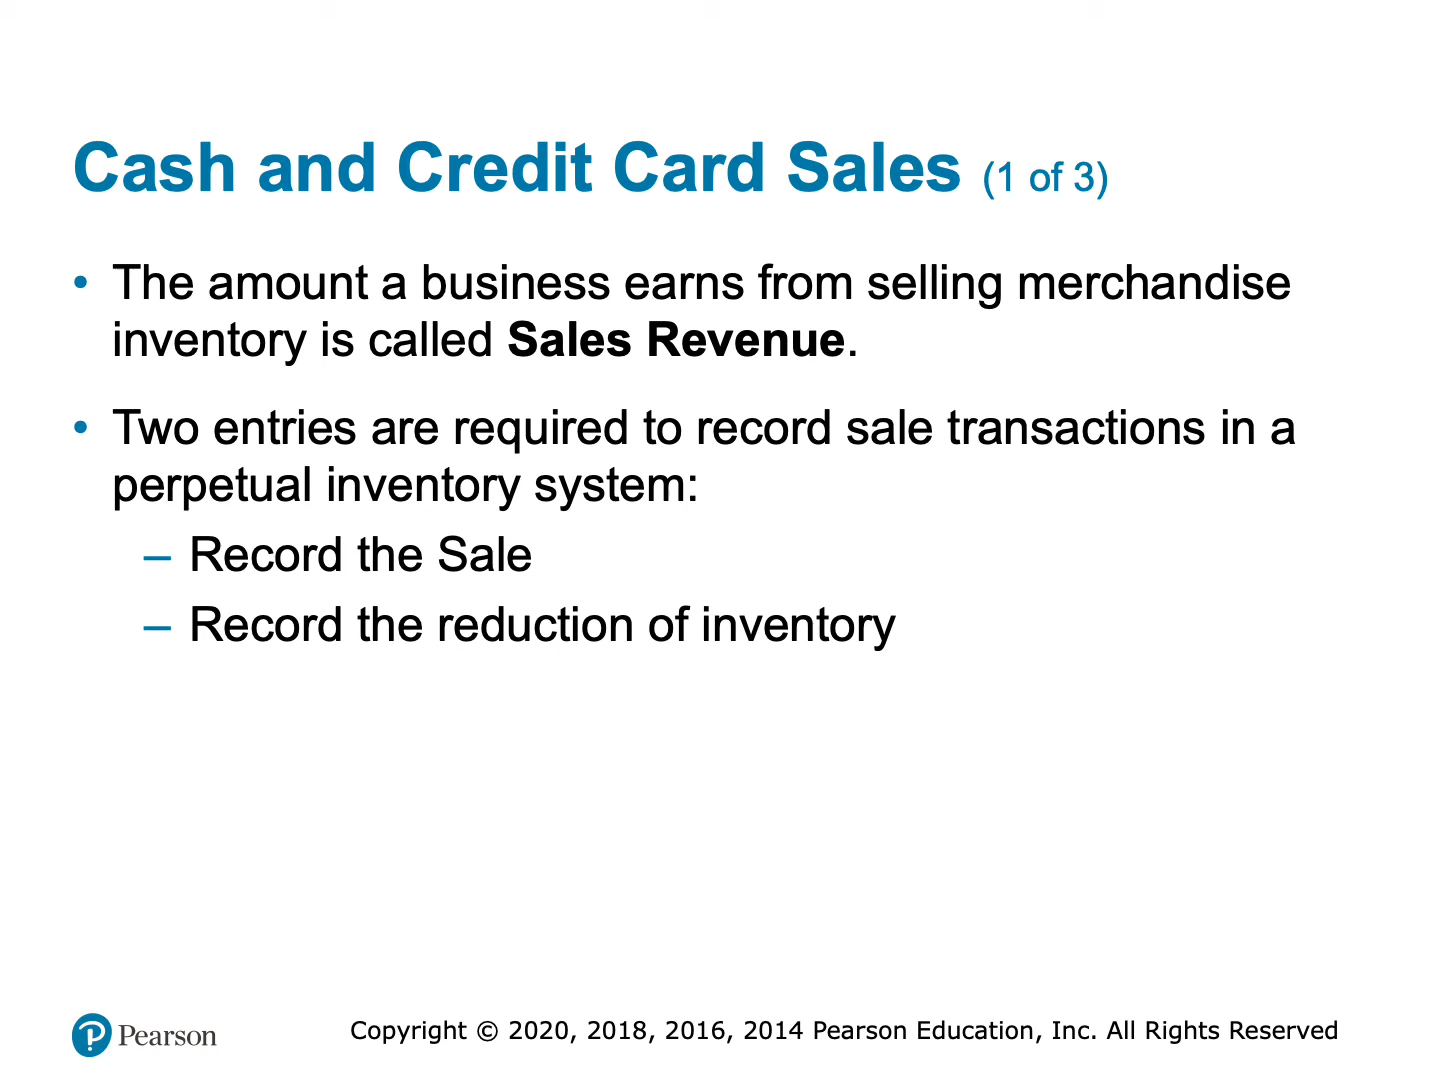 Cash and Credit Card Sales (1 of 3)
• The amount a business earns from selling merchandise
inventory is called Sales Revenue.
• Two entries are required to record sale transactions in a
perpetual inventory system:
– Record the Sale
– Record the reduction of inventory
Pearson
Copyright © 2020, 2018, 2016, 2014 Pearson Education, Inc. All Rights Reserved